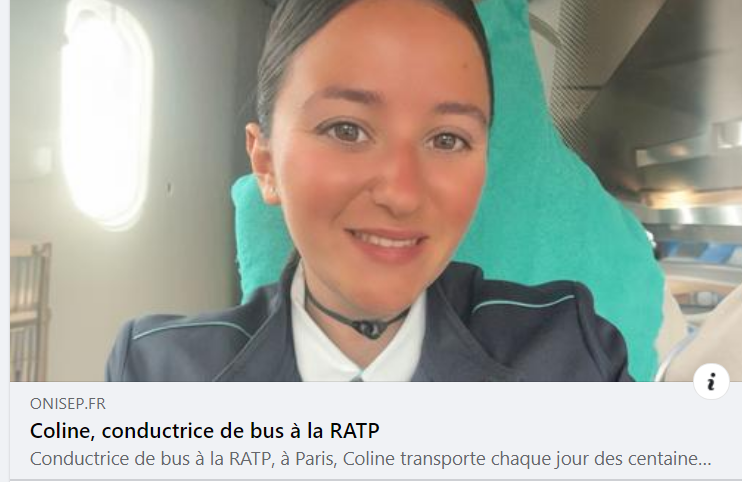 ONISEP.FR
Coline, conductrice de bus à la RATP
Conductrice de bus à la RATP, à Paris, Coline transporte chaque jour des centaine...